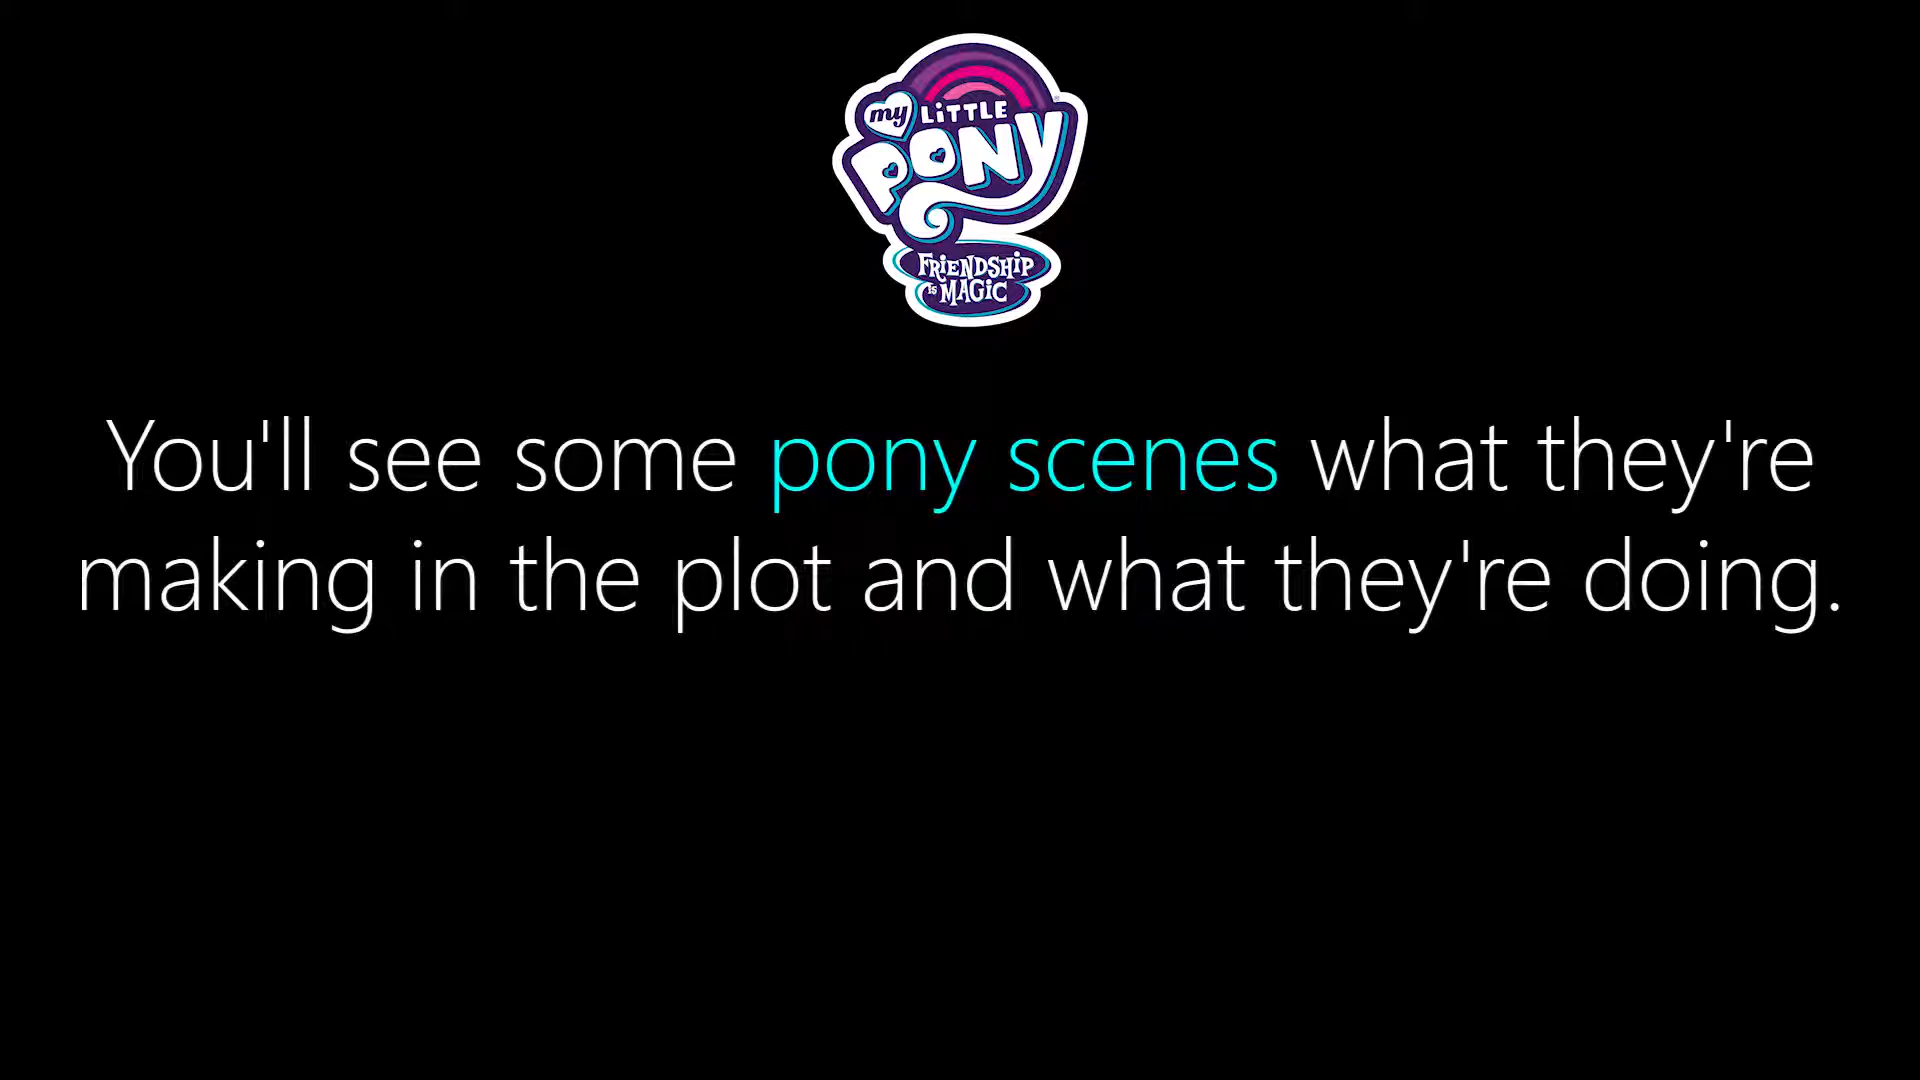 my LiTTLE
PONY
FRiENDSHiP
is MAGiC
You'll see some pony scenes what they're
making in the plot and what they're doing.